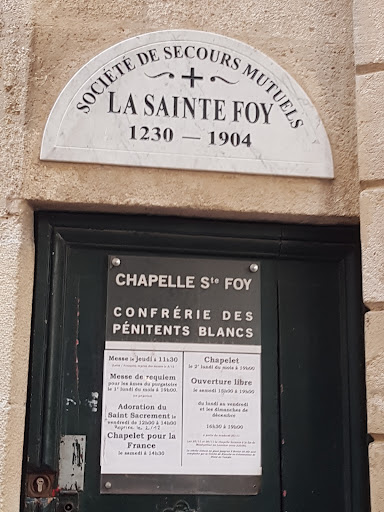 SOCIÉTÉ DE SECOURS MUTUELS
LA SAINTE FOY
1230 — 1904
CHAPELLE Ste FOY
CONFRÉRIE DES
PÉNITENTS BLANCS
Messe le jeudi à 11h30
Messe de requiem
pour les âmes du purgatoire
le 1er lundi du mois à 19h00.
Adoration du
Saint Sacrement le
vendredi de 12h00 à 14h00
Reprise le
Chapelet pour la
France
le samedi à 14h30
Chapelet
le 2e lundi du mois à 19h00
Ouverture libre
le samedi 15h00 à 19h00
du lundi au vendredi
et les dimanches de
décembre
16h30 à 19h00